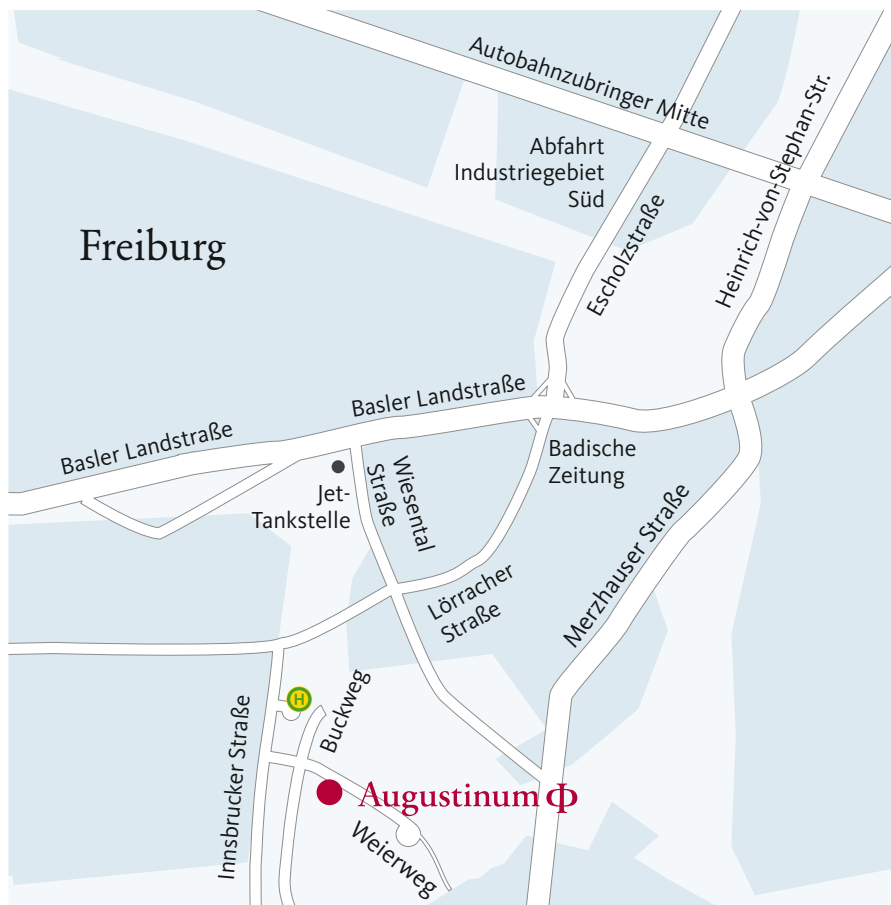 Autobahnzubringer Mitte
Heinrich-von-Stephan-Str.
Abfahrt
Industriegebiet
Süd
Escholzstraße
Freiburg
Basler Landstraße
Basler Landstraße
Badische
Zeitung
Wiesental
Straße
Jet-
Tankstelle
Merzhauser Straße
Lörracher
Straße
H
Buckweg
Innsbrucker Straße
Augustinum Φ
Weierweg